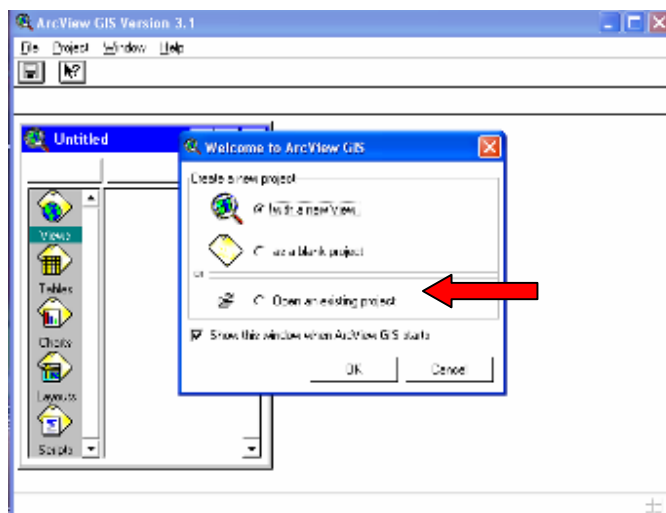 ArcView GIS Version 3.1
File Project Window Help
Untitled
Views
Tables
Charts
Layouts
Scripts
Welcome to ArcView GIS
Create a new project
with a new View
as a blank project
or
Open an existing project
Show this window when ArcView GIS starts
OK Cancel